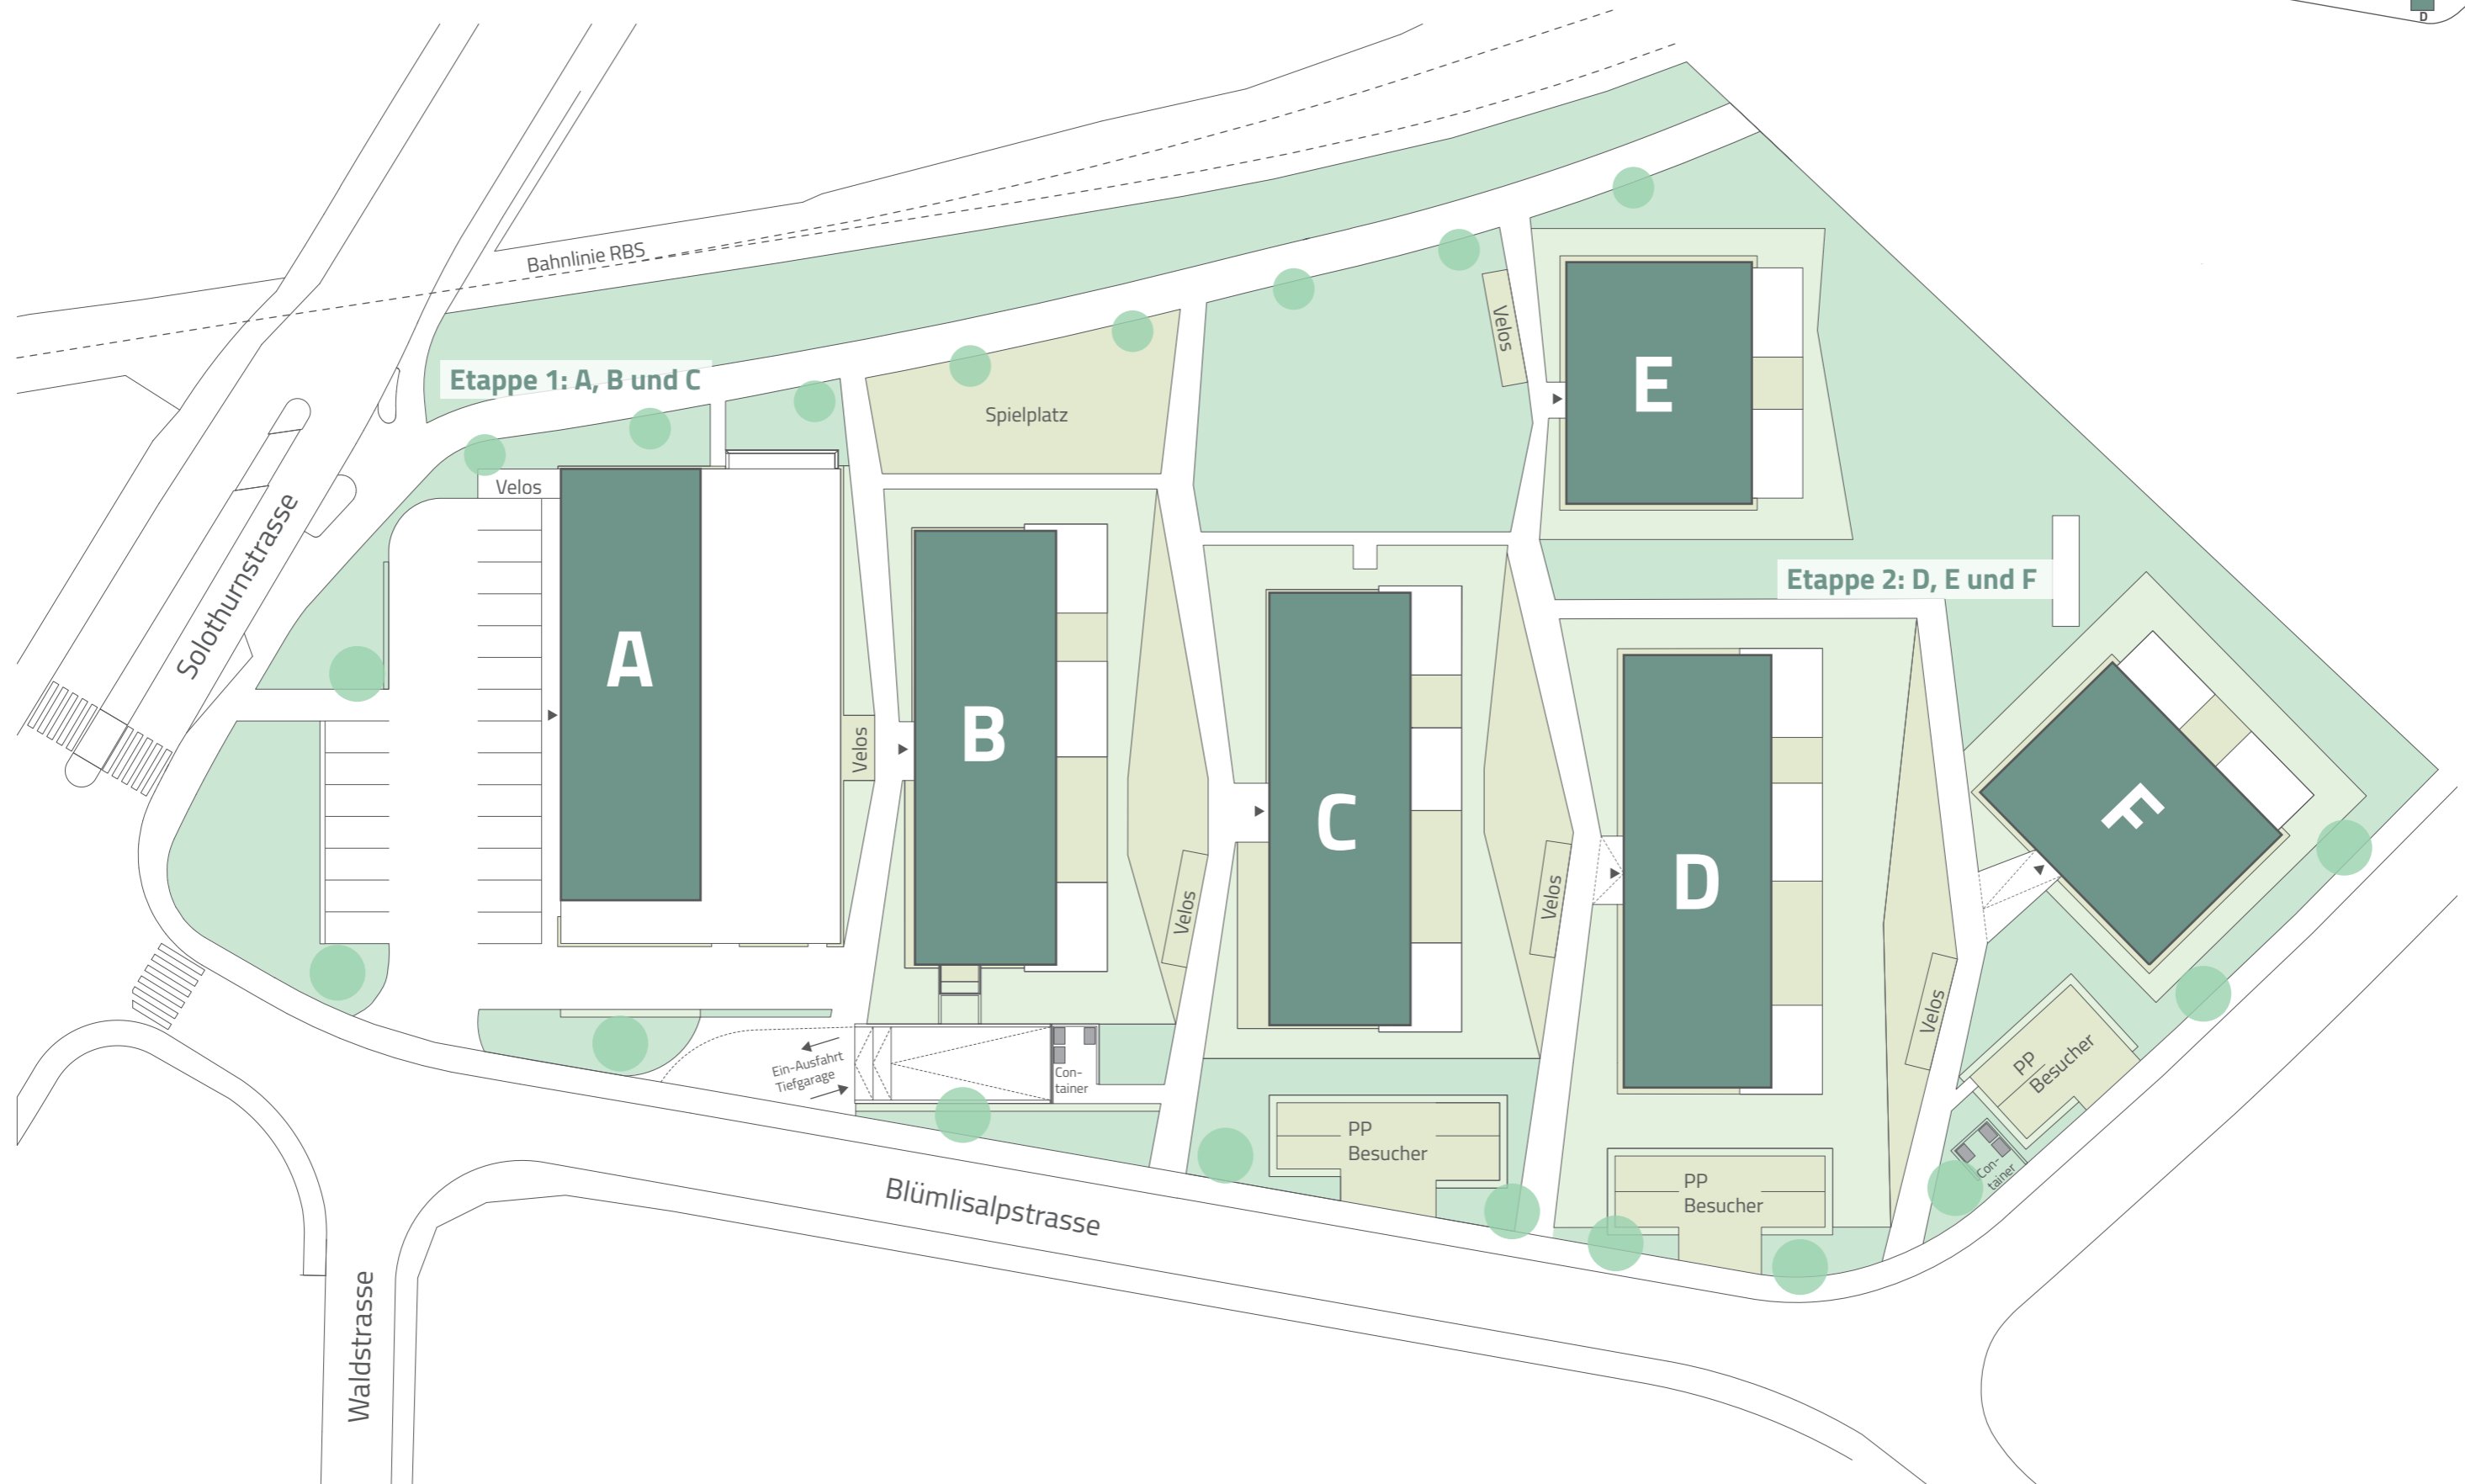 D
Bahnlinie RBS
Etappe 1: A, B und C
Spielplatz
Velos
E
Velos
Solothurnstrasse
Etappe 2: D, E und F
A
B
Velos
C
F
D
Velos
Velos
Velos
PP
Besucher
Ein-Ausfahrt
Tiefgarage
Con-
tainer
PP
Besucher
PP
Besucher
Con-
tainer
Blümlisalpstrasse
Waldstrasse